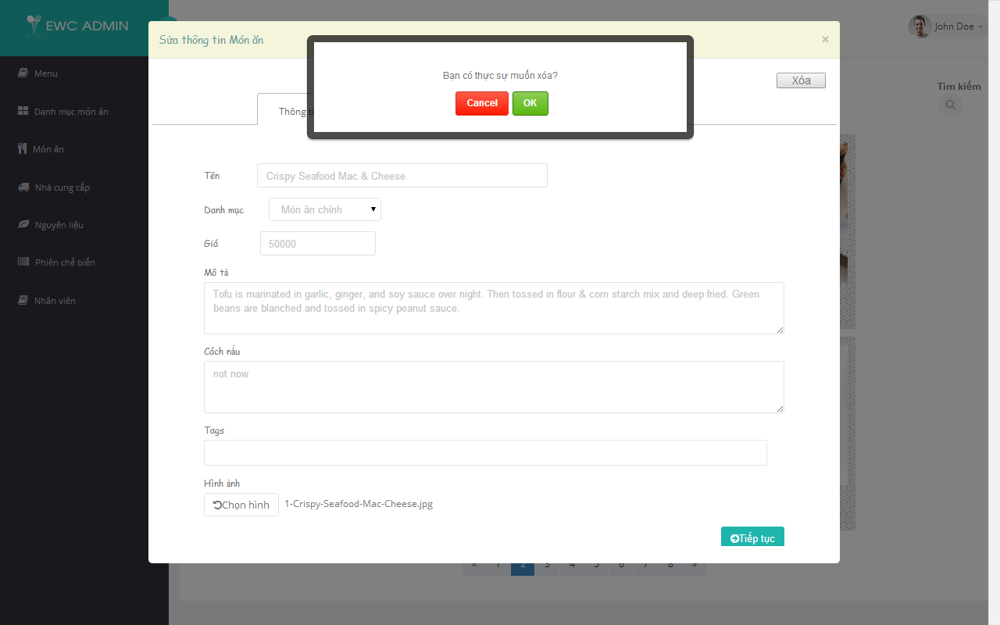 EWC ADMIN
John Doe
Menu
Danh mục món ăn
Món ăn
Nhà cung cấp
Nguyên liệu
Phiên chế biến
Nhân viên
Tìm kiếm
Sửa thông tin Món ăn
×
Bạn có thực sự muốn xóa?
Cancel OK
Xóa
Thông
Tên Crispy Seafood Mac & Cheese
Danh mục Món ăn chính
Giá 50000
Mô tả
Tofu is marinated in garlic, ginger, and soy sauce over night. Then tossed in flour & corn starch mix and deep fried. Green
beans are blanched and tossed in spicy peanut sauce.
Cách nấu
not now
Tags
Hình ảnh
Chọn hình 1-Crispy-Seafood-Mac-Cheese.jpg
Tiếp tục
« 1 2 3 4 5 6 7 8 »